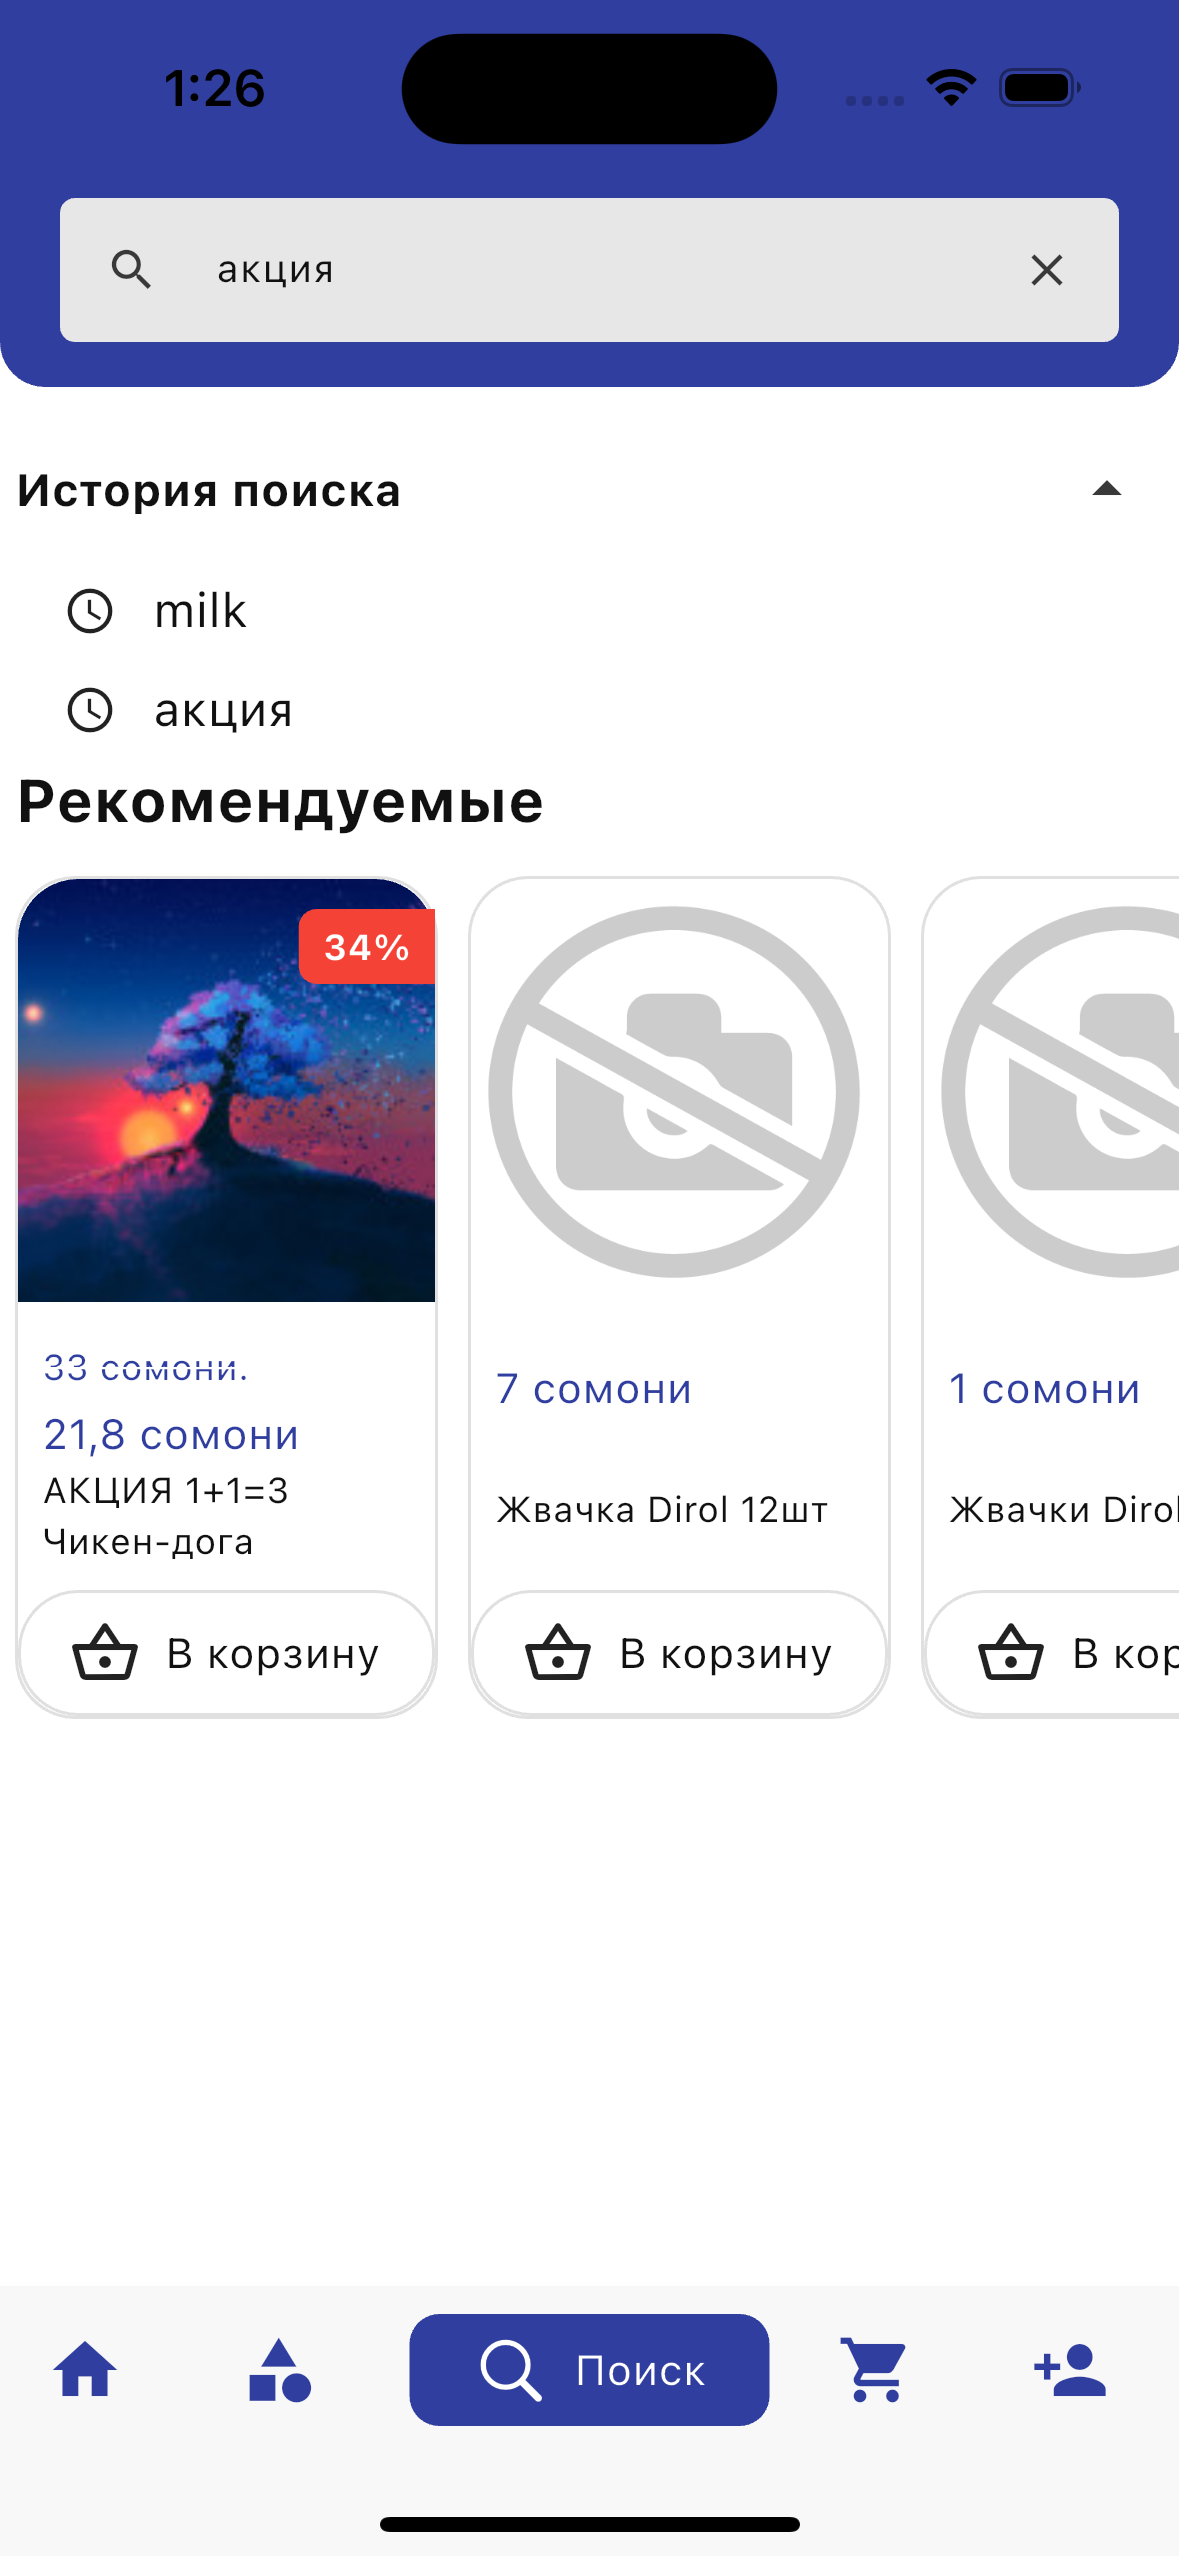 1:26
акция
История поиска
milk
акция
Рекомендуемые
34%
33 сомони.
21,8 сомони
АКЦИЯ 1+1=3
Чикен-дога
В корзину
7 сомони
Жвачка Dirol 12шт
В корзину
1 сомони
Жвачки Dirol
В кор
Поиск